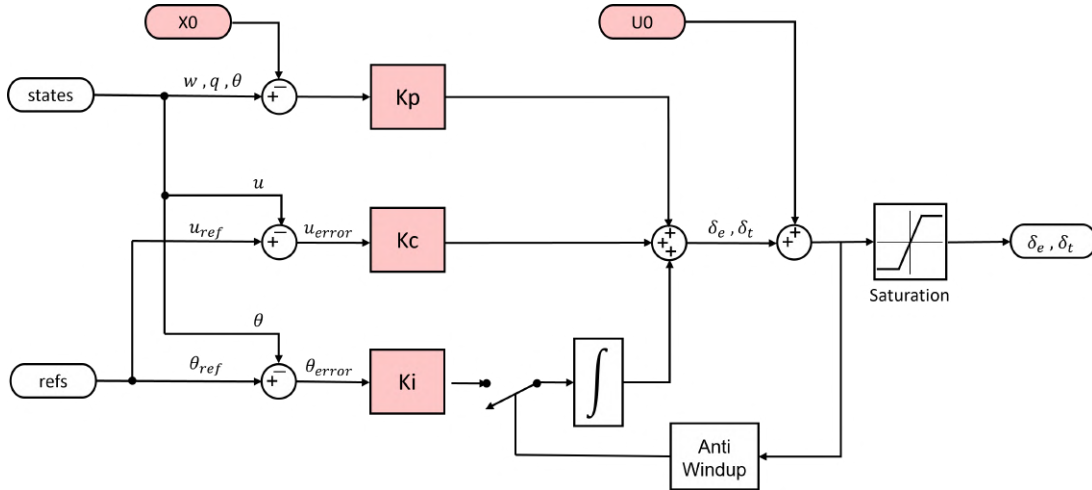 X0
U0
states
w , q , θ
−
+
Kp
u
u_ref
−
+
u_error
Kc
+
+
+
δ_e , δ_t
+
+
δ_e , δ_t
Saturation
θ
refs
θ_ref
−
+
θ_error
Ki
∫
Anti
Windup